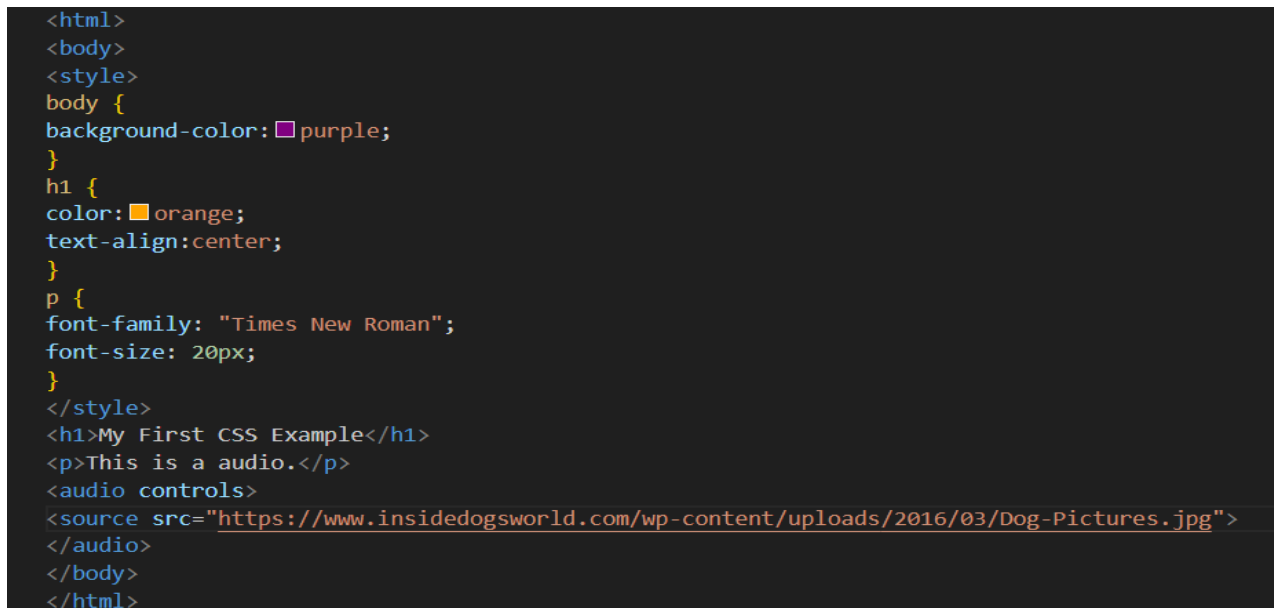 <html>
<body>
<style>
body {
background-color: purple;
}
h1 {
color: orange;
text-align:center;
}
p {
font-family: "Times New Roman";
font-size: 20px;
}
</style>
<h1>My First CSS Example</h1>
<p>This is a audio.</p>
<audio controls>
<source src="https://www.insidedogsworld.com/wp-content/uploads/2016/03/Dog-Pictures.jpg">
</audio>
</body>
</html>